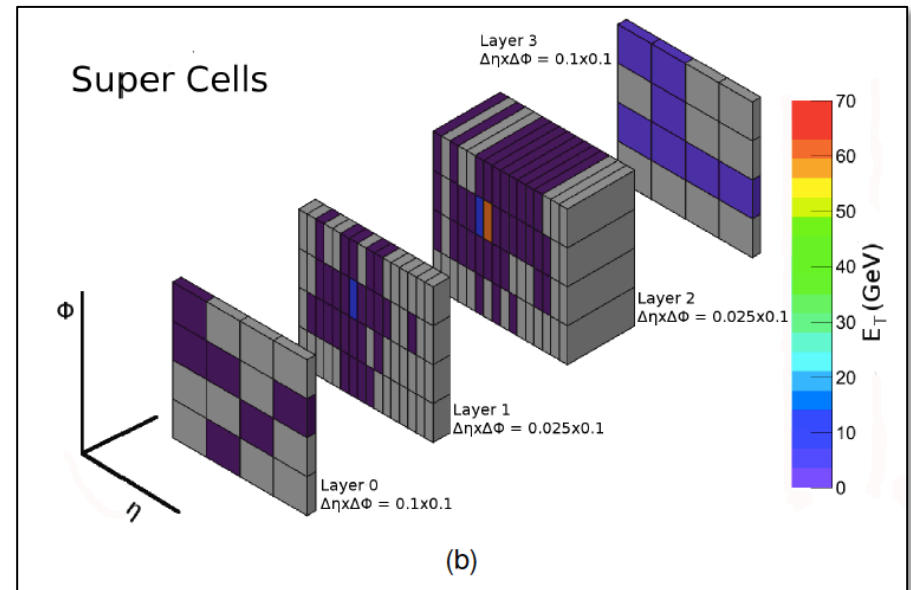 Super Cells
Layer 3
ΔηxΔΦ = 0.1x0.1
70
60
50
40
30
20
10
0
E_T (GeV)
Layer 2
ΔηxΔΦ = 0.025x0.1
Layer 1
ΔηxΔΦ = 0.025x0.1
Layer 0
ΔηxΔΦ = 0.1x0.1
Φ
η
(b)